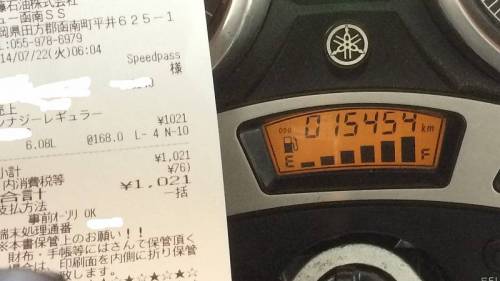 石油株式会社
ュー函南SS
岡県田方郡函南町平井625-1
L:055-978-6979
14/07/22(火)06:04
Speedpass
様
売上
ナジーレギュラー ¥1021
6.08L @168.0 L- 4 N-10
小計 ¥1,021
内消費税等 ¥76)
合計 ¥1,021
支払方法 一括
事前オーソリ OK
端末処理通番
※本書保管上のお願い!!
財布・手帳等にはさんで保管頂く
場合は、印刷面を内側に折り保管
致します。
★☆★☆★
ODO 015454 km
E F